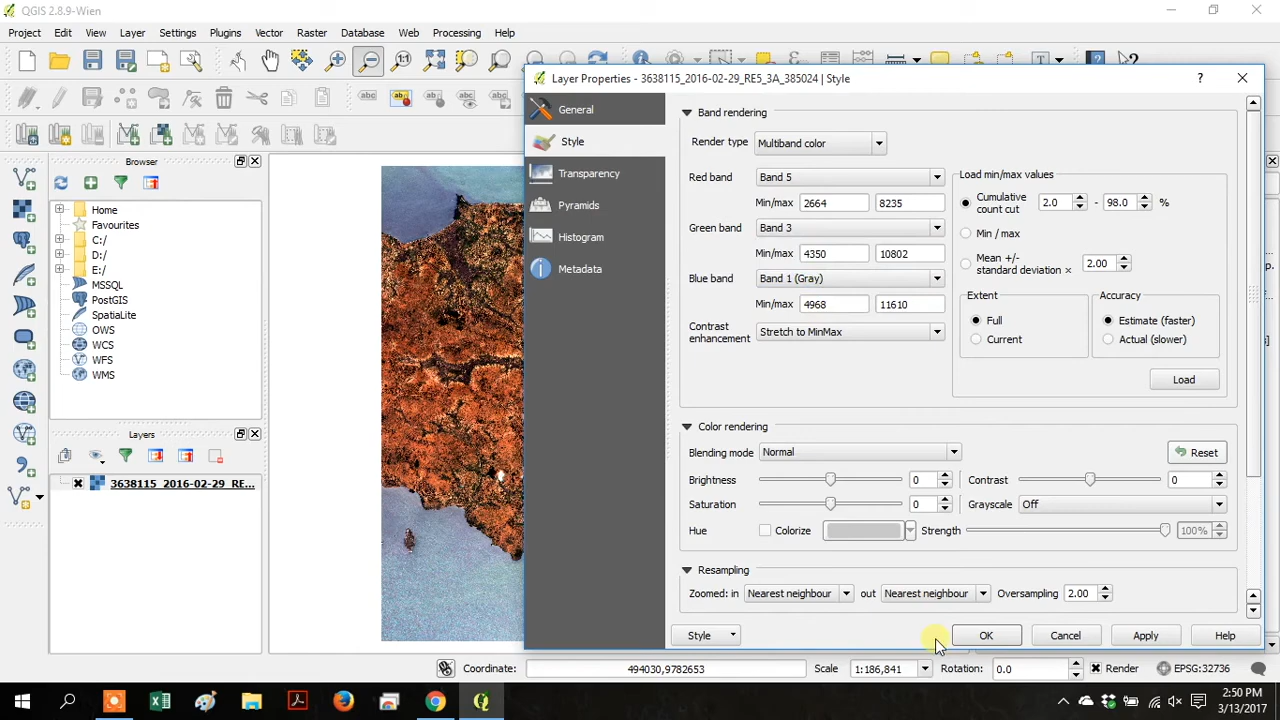 QGIS 2.8.9-Wien
Project Edit View Layer Settings Plugins Vector Raster Database Web Processing Help
Layer Properties - 3638115_2016-02-29_RE5_3A_385024 | Style
General
Style
Transparency
Pyramids
Histogram
Metadata
Band rendering
Render type Multiband color
Red band Band 5
Min/max 2664 8235
Green band Band 3
Min/max 4350 10802
Blue band Band 1 (Gray)
Min/max 4968 11610
Contrast enhancement Stretch to MinMax
Load min/max values
Cumulative count cut 2.0 - 98.0 %
Min / max
Mean +/- standard deviation × 2.00
Extent
Full
Current
Accuracy
Estimate (faster)
Actual (slower)
Load
Color rendering
Blending mode Normal
Reset
Brightness 0 Contrast 0
Saturation 0 Grayscale Off
Hue Colorize Strength 100%
Resampling
Zoomed: in Nearest neighbour out Nearest neighbour Oversampling 2.00
Style OK Cancel Apply Help
Browser
Home
Favourites
C:/
D:/
E:/
MSSQL
PostGIS
SpatiaLite
OWS
WCS
WFS
WMS
Layers
3638115_2016-02-29_RE...
Coordinate: 494030,9782653 Scale 1:186,841 Rotation: 0.0 Render EPSG:32736
2:50 PM
3/13/2017